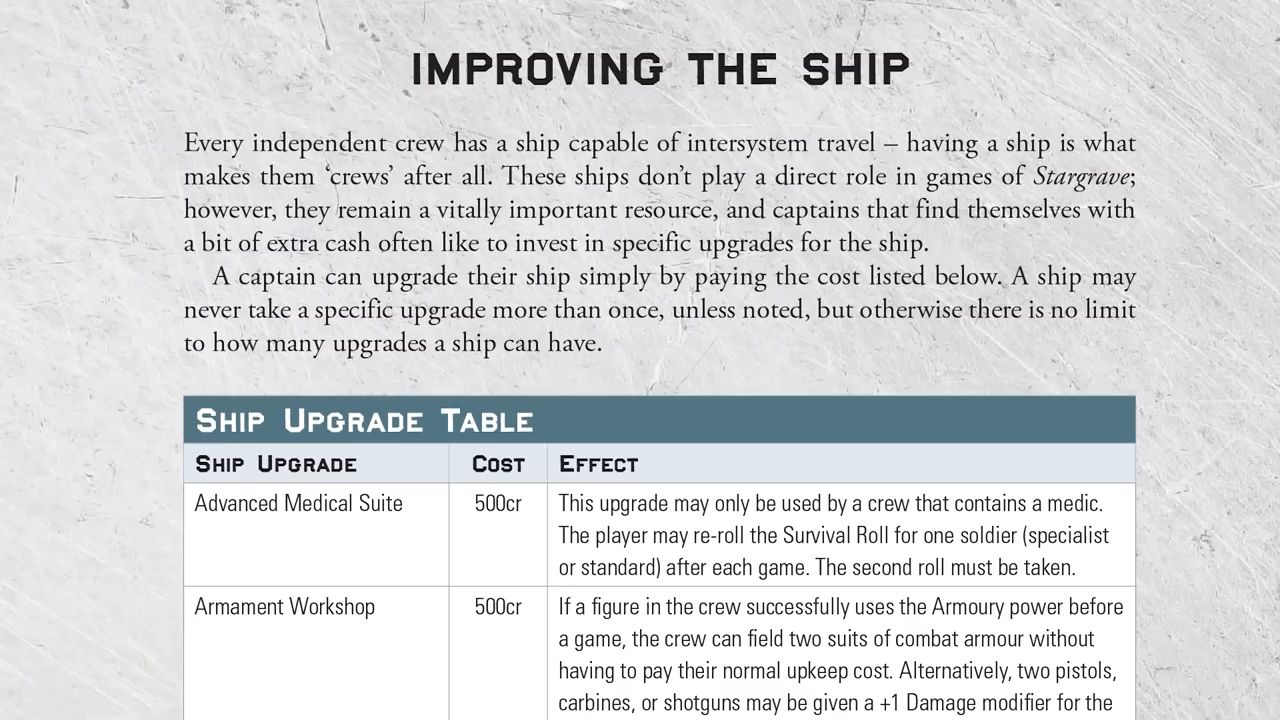 IMPROVING THE SHIP
Every independent crew has a ship capable of intersystem travel – having a ship is what
makes them ‘crews’ after all. These ships don’t play a direct role in games of Stargrave;
however, they remain a vitally important resource, and captains that find themselves with
a bit of extra cash often like to invest in specific upgrades for the ship.
A captain can upgrade their ship simply by paying the cost listed below. A ship may
never take a specific upgrade more than once, unless noted, but otherwise there is no limit
to how many upgrades a ship can have.
SHIP UPGRADE TABLE
SHIP UPGRADE COST EFFECT
Advanced Medical Suite 500cr This upgrade may only be used by a crew that contains a medic.
The player may re-roll the Survival Roll for one soldier (specialist
or standard) after each game. The second roll must be taken.
Armament Workshop 500cr If a figure in the crew successfully uses the Armoury power before
a game, the crew can field two suits of combat armour without
having to pay their normal upkeep cost. Alternatively, two pistols,
carbines, or shotguns may be given a +1 Damage modifier for the